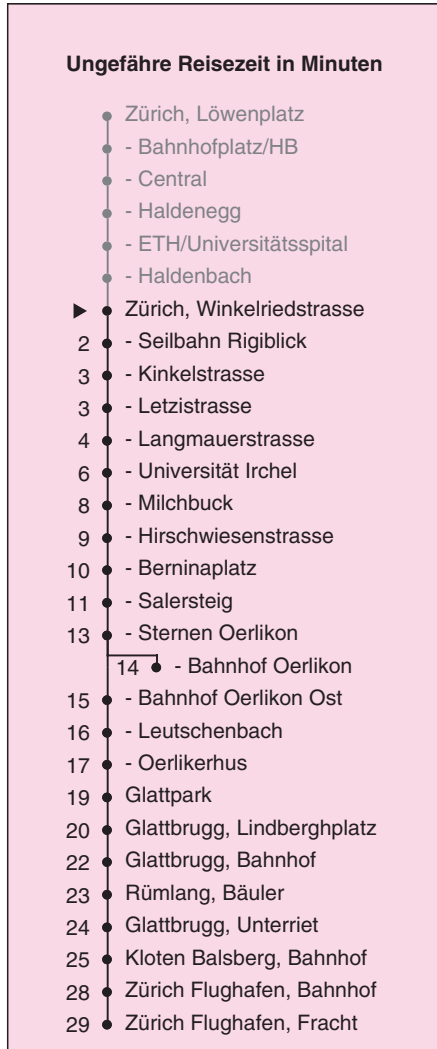 Ungefähre Reisezeit in Minuten
Zürich, Löwenplatz
- Bahnhofplatz/HB
- Central
- Haldenegg
- ETH/Universitätsspital
- Haldenbach
Zürich, Winkelriedstrasse
2 - Seilbahn Rigiblick
3 - Kinkelstrasse
3 - Letzistrasse
4 - Langmauerstrasse
6 - Universität Irchel
8 - Milchbuck
9 - Hirschwiesenstrasse
10 - Berninaplatz
11 - Salersteig
13 - Sternen Oerlikon
14 - Bahnhof Oerlikon
15 - Bahnhof Oerlikon Ost
16 - Leutschenbach
17 - Oerlikerhus
19 Glattpark
20 Glattbrugg, Lindberghplatz
22 Glattbrugg, Bahnhof
23 Rümlang, Bäuler
24 Glattbrugg, Unterriet
25 Kloten Balsberg, Bahnhof
28 Zürich Flughafen, Bahnhof
29 Zürich Flughafen, Fracht